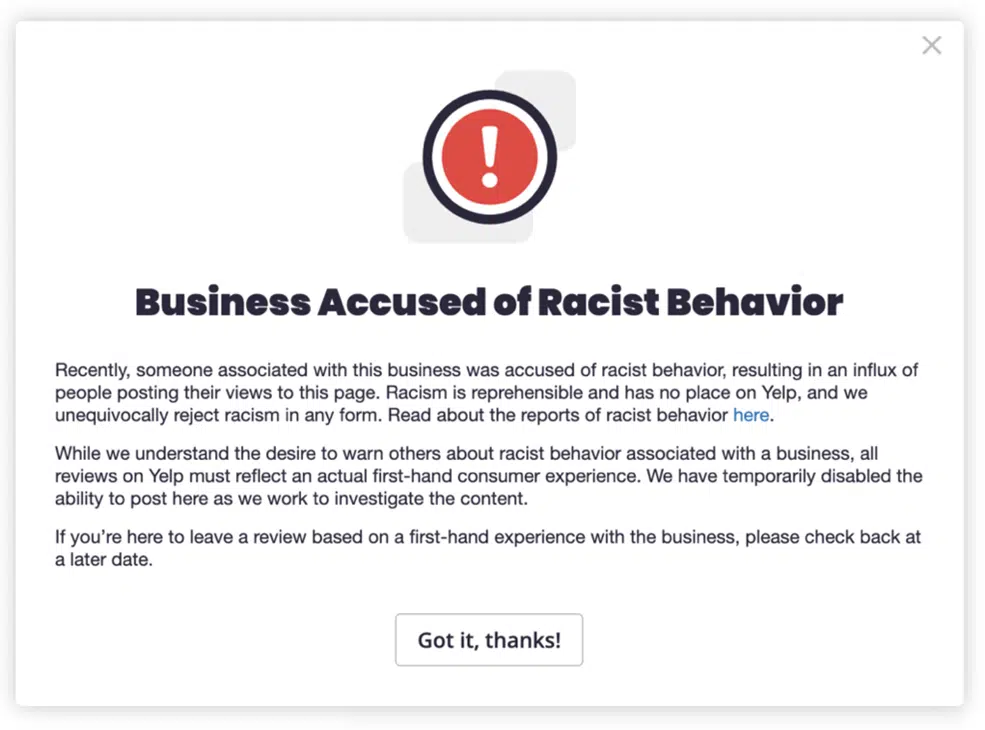 Business Accused of Racist Behavior
Recently, someone associated with this business was accused of racist behavior, resulting in an influx of
people posting their views to this page. Racism is reprehensible and has no place on Yelp, and we
unequivocally reject racism in any form. Read about the reports of racist behavior here.
While we understand the desire to warn others about racist behavior associated with a business, all
reviews on Yelp must reflect an actual first-hand consumer experience. We have temporarily disabled the
ability to post here as we work to investigate the content.
If you're here to leave a review based on a first-hand experience with the business, please check back at
a later date.
Got it, thanks!